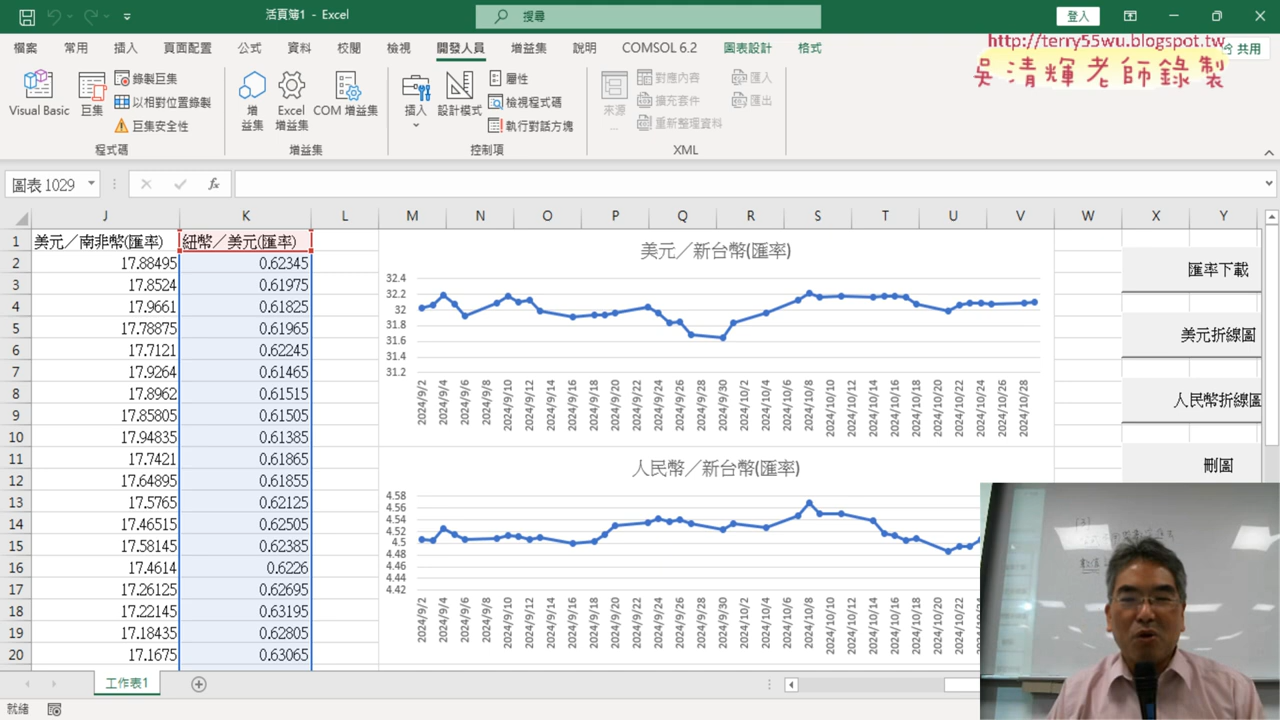 活頁簿1 - Excel
搜尋
登入
檔案 常用 插入 頁面配置 公式 資料 校閱 檢視 開發人員 增益集 說明 COMSOL 6.2 圖表設計 格式
共用
http://terry55wu.blogspot.tw
吳清輝老師錄製
Visual Basic
巨集
錄製巨集
以相對位置錄製
巨集安全性
程式碼
增益集
Excel 增益集
COM 增益集
增益集
插入
設計模式
屬性
檢視程式碼
執行對話方塊
控制項
來源
...
對應內容
擴充套件
重新整理資料
匯入
匯出
XML
圖表 1029
fx
J K L M N O P Q R S T U V W X Y
1 美元／南非幣(匯率) 紐幣／美元(匯率)
2 17.88495 0.62345
3 17.8524 0.61975
4 17.9661 0.61825
5 17.78875 0.61965
6 17.7121 0.62245
7 17.9264 0.61465
8 17.8962 0.61515
9 17.85805 0.61505
10 17.94835 0.61385
11 17.7421 0.61865
12 17.64895 0.61855
13 17.5765 0.62125
14 17.46515 0.62505
15 17.58145 0.62385
16 17.4614 0.6226
17 17.26125 0.62695
18 17.22145 0.63195
19 17.18435 0.62805
20 17.1675 0.63065
美元／新台幣(匯率)
32.4
32.2
32
31.8
31.6
31.4
31.2
2024/9/2 2024/9/4 2024/9/6 2024/9/8 2024/9/10 2024/9/12 2024/9/14 2024/9/16 2024/9/18 2024/9/20 2024/9/22 2024/9/24 2024/9/26 2024/9/28 2024/9/30 2024/10/2 2024/10/4 2024/10/6 2024/10/8 2024/10/10 2024/10/12 2024/10/14 2024/10/16 2024/10/18 2024/10/20 2024/10/22 2024/10/24 2024/10/26 2024/10/28
人民幣／新台幣(匯率)
4.58
4.56
4.54
4.52
4.5
4.48
4.46
4.44
4.42
2024/9/2 2024/9/4 2024/9/6 2024/9/8 2024/9/10 2024/9/12 2024/9/14 2024/9/16 2024/9/18 2024/9/20 2024/9/22 2024/9/24 2024/9/26 2024/9/28 2024/9/30 2024/10/2 2024/10/4 2024/10/6 2024/10/8 2024/10/10 2024/10/12 2024/10/14 2024/10/16 2024/10/18 2024/10/20 2024/10/22
匯率下載
美元折線圖
人民幣折線圖
刪圖
工作表1
就緒